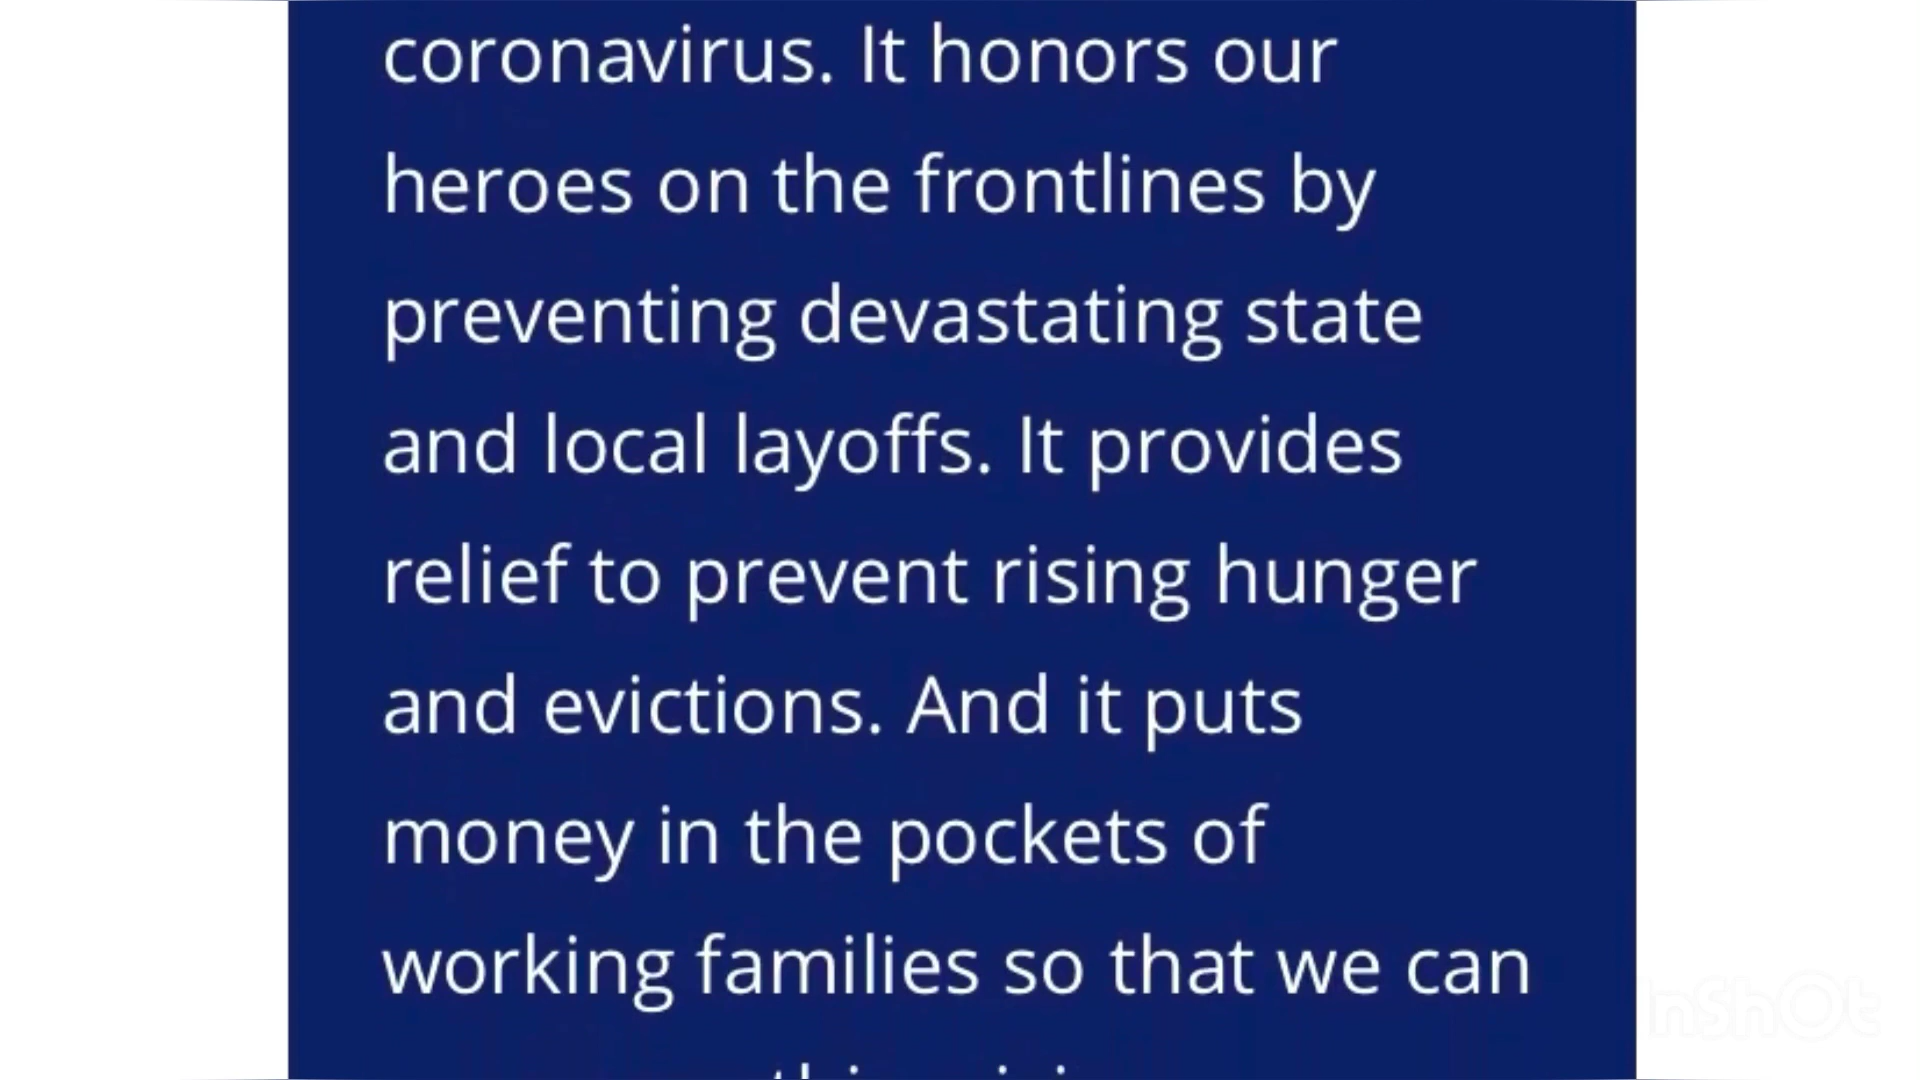 coronavirus. It honors our
heroes on the frontlines by
preventing devastating state
and local layoffs. It provides
relief to prevent rising hunger
and evictions. And it puts
money in the pockets of
working families so that we can
InShOt